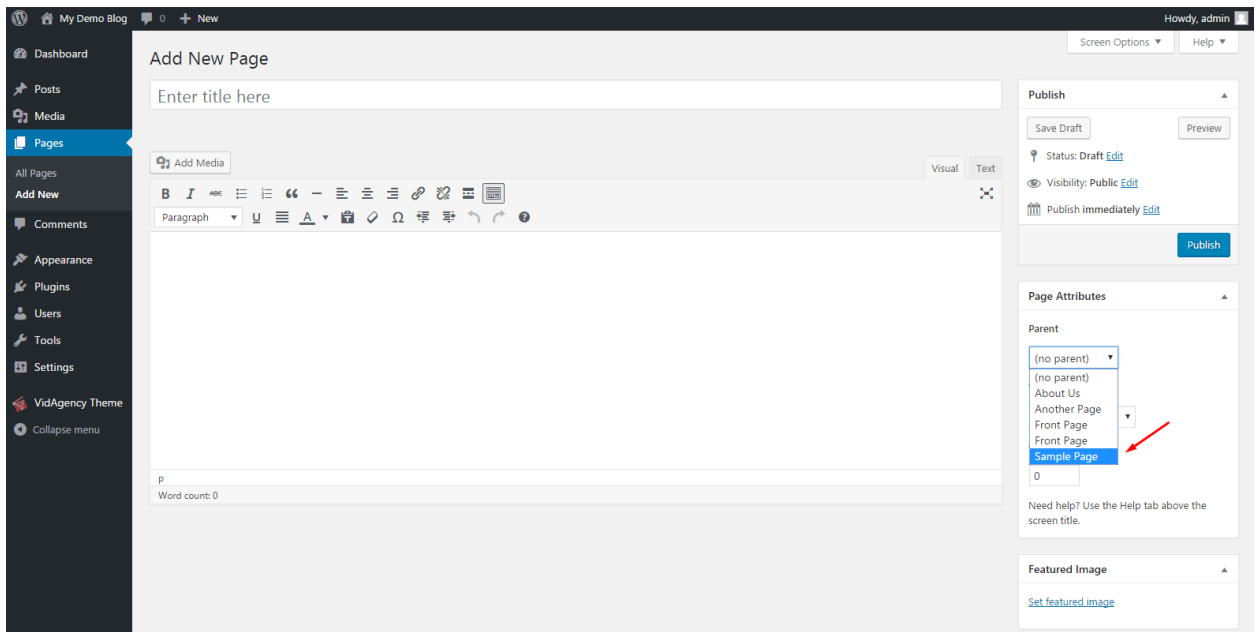 My Demo Blog 0 + New Howdy, admin
Screen Options ▼ Help ▼
Dashboard
Posts
Media
Pages
All Pages
Add New
Comments
Appearance
Plugins
Users
Tools
Settings
VidAgency Theme
Collapse menu
Add New Page
Enter title here
Add Media
Visual Text
B I ABC
Paragraph U A Ω
p
Word count: 0
Publish
Save Draft Preview
Status: Draft Edit
Visibility: Public Edit
Publish immediately Edit
Publish
Page Attributes
Parent
(no parent)
(no parent)
About Us
Another Page
Front Page
Front Page
Sample Page
0
Need help? Use the Help tab above the
screen title.
Featured Image
Set featured image